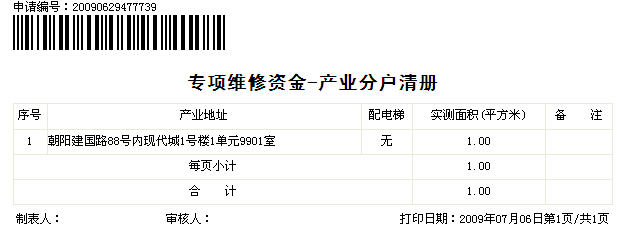 申请编号：20090629477739
专项维修资金-产业分户清册
序号 产业地址 配电梯 实测面积(平方米) 备 注
1 朝阳建国路88号内现代城1号楼1单元9901室 无 1.00
每页小计 1.00
合 计 1.00
制表人： 审核人： 打印日期：2009年07月06日第1页/共1页